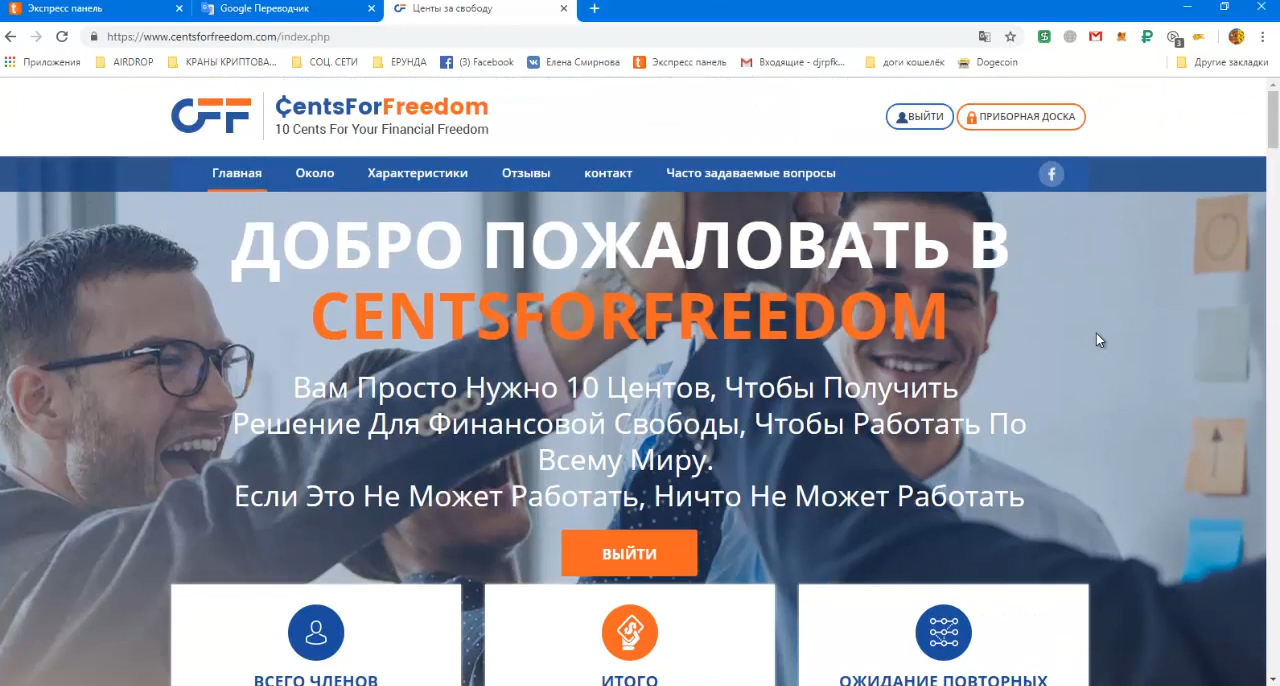 Экспресс панель
Google Переводчик
Центы за свободу
https://www.centsforfreedom.com/index.php
3
Приложения
AIRDROP
КРАНЫ КРИПТОВА...
СОЦ. СЕТИ
ЕРУНДА
(3) Facebook
Елена Смирнова
Экспресс панель
Входящие - djrpfk...
доги кошелёк
Dogecoin
Другие закладки
CFF
₵entsForFreedom
10 Cents For Your Financial Freedom
ВЫЙТИ
ПРИБОРНАЯ ДОСКА
Главная
Около
Характеристики
Отзывы
контакт
Часто задаваемые вопросы
ДОБРО ПОЖАЛОВАТЬ В
CENTSFORFREEDOM
Вам Просто Нужно 10 Центов, Чтобы Получить
Решение Для Финансовой Свободы, Чтобы Работать По
Всему Миру.
Если Это Не Может Работать, Ничто Не Может Работать
ВЫЙТИ
ВСЕГО ЧЛЕНОВ
ИТОГО
ОЖИДАНИЕ ПОВТОРНЫХ